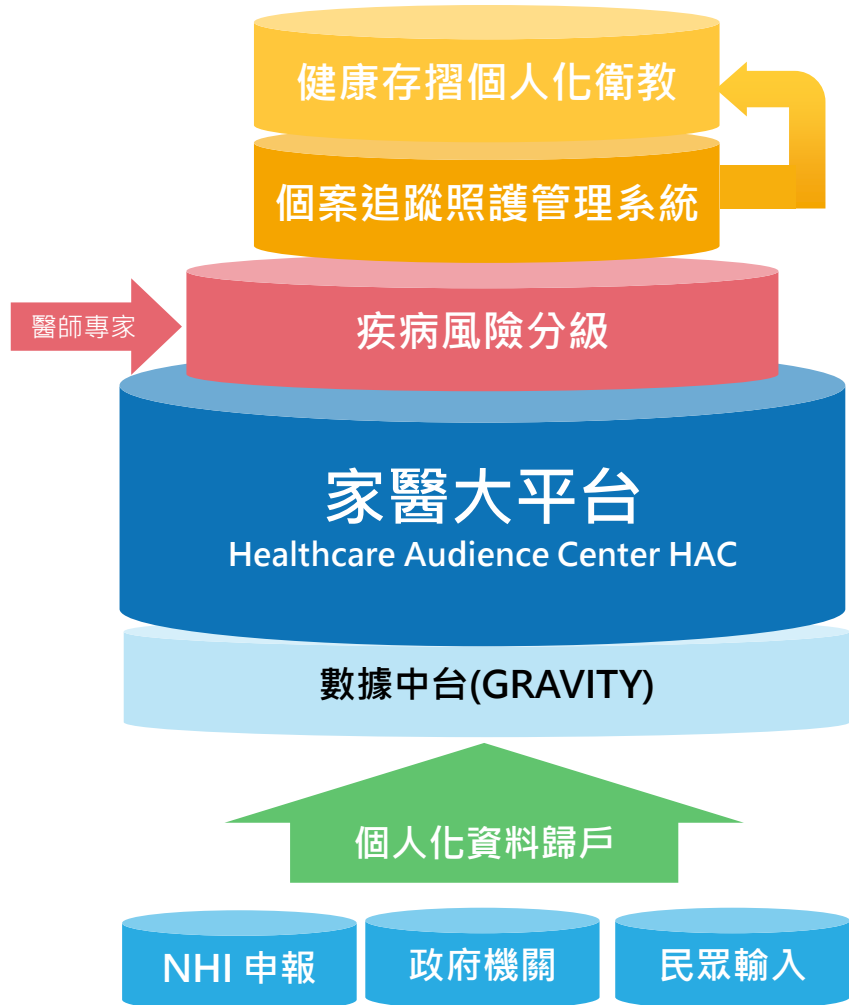 健康存摺個人化衛教
個案追蹤照護管理系統
醫師專家
疾病風險分級
家醫大平台
Healthcare Audience Center HAC
數據中台(GRAVITY)
個人化資料歸戶
NHI 申報
政府機關
民眾輸入